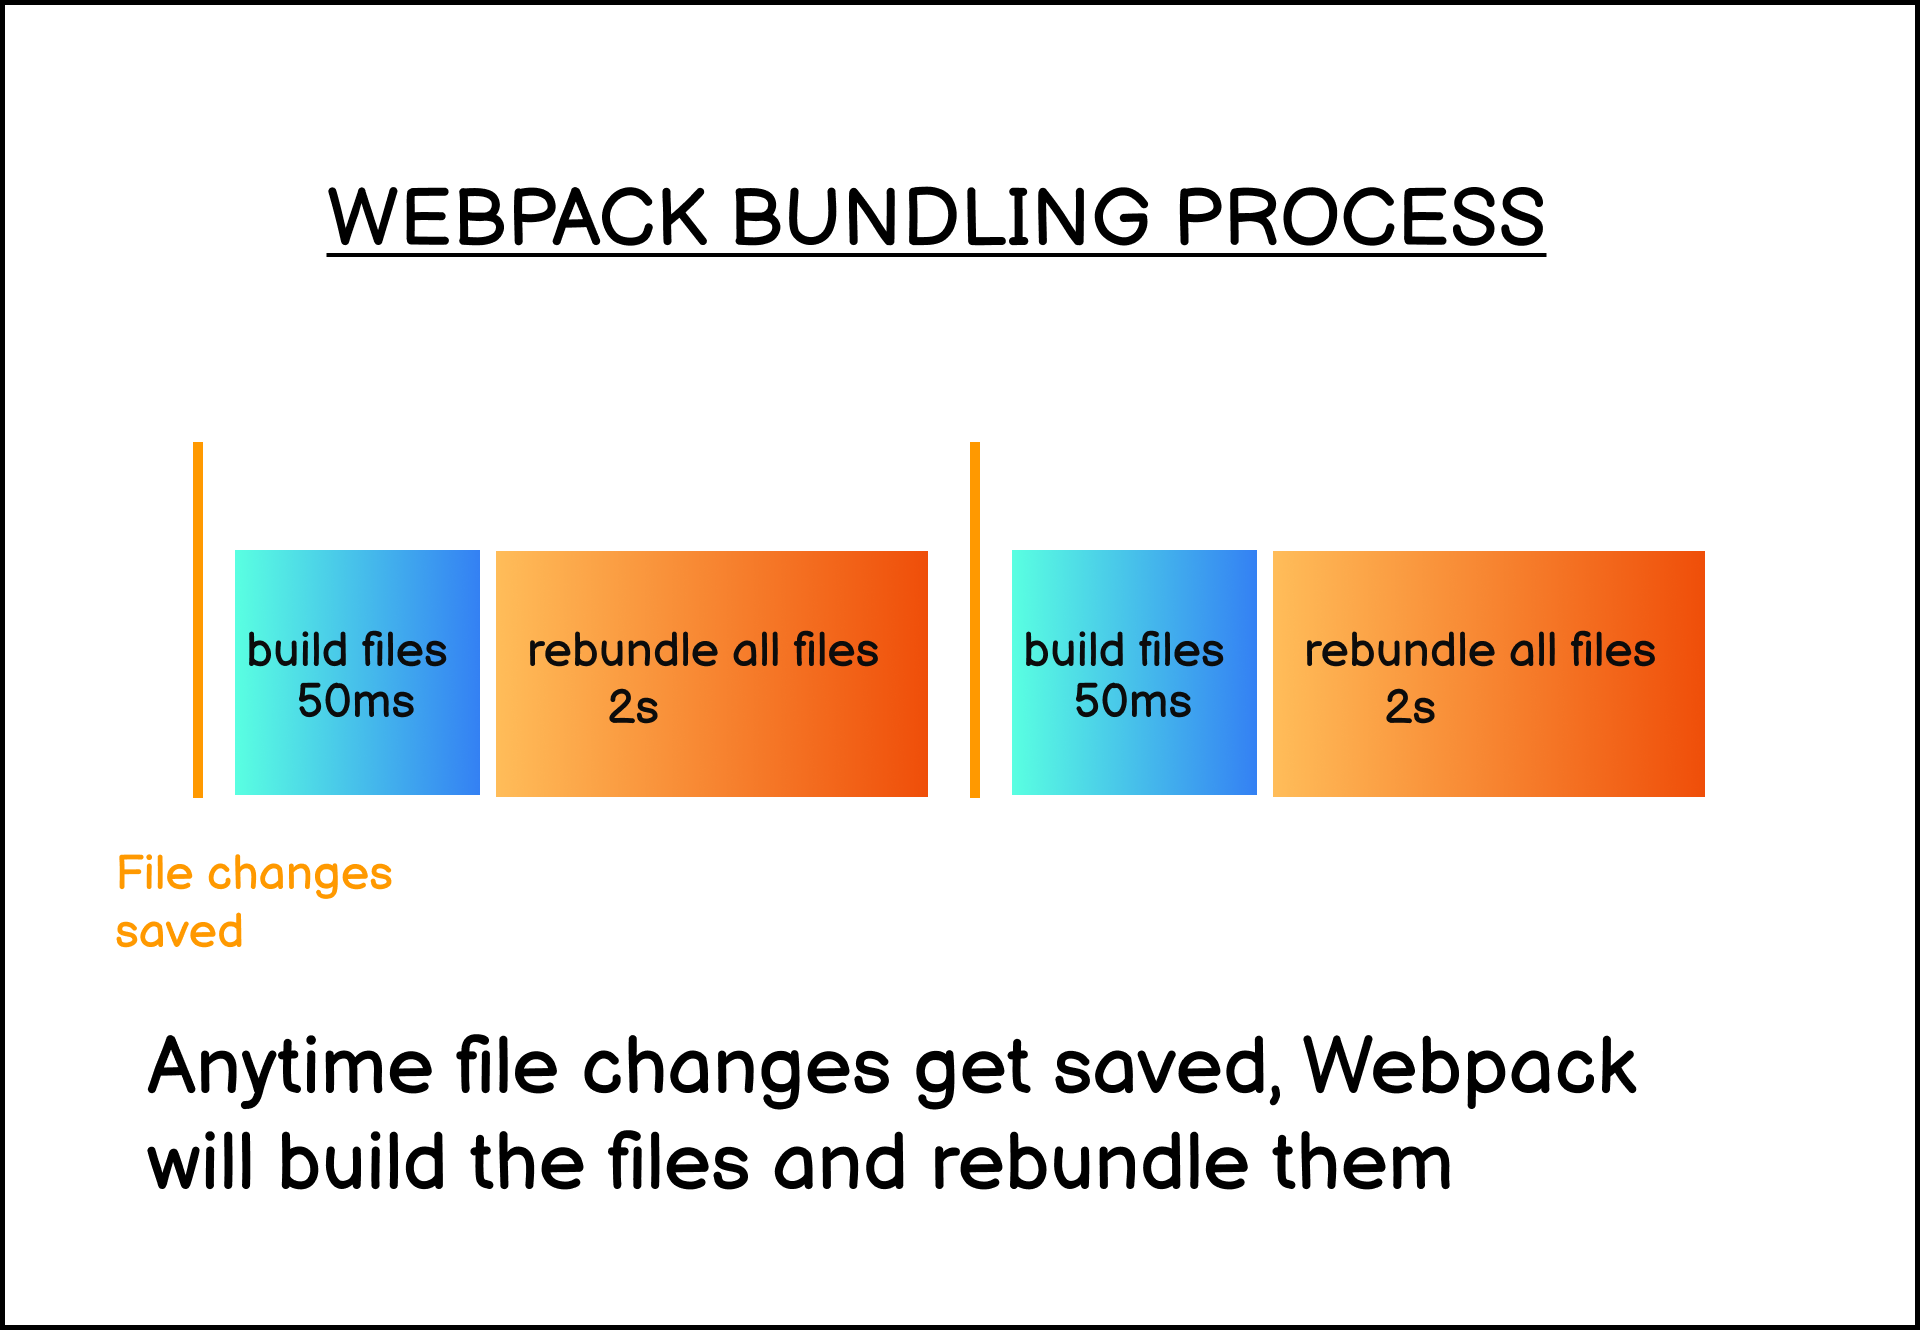 WEBPACK BUNDLING PROCESS
build files
50ms
rebundle all files
2s
build files
50ms
rebundle all files
2s
File changes
saved
Anytime file changes get saved, Webpack
will build the files and rebundle them